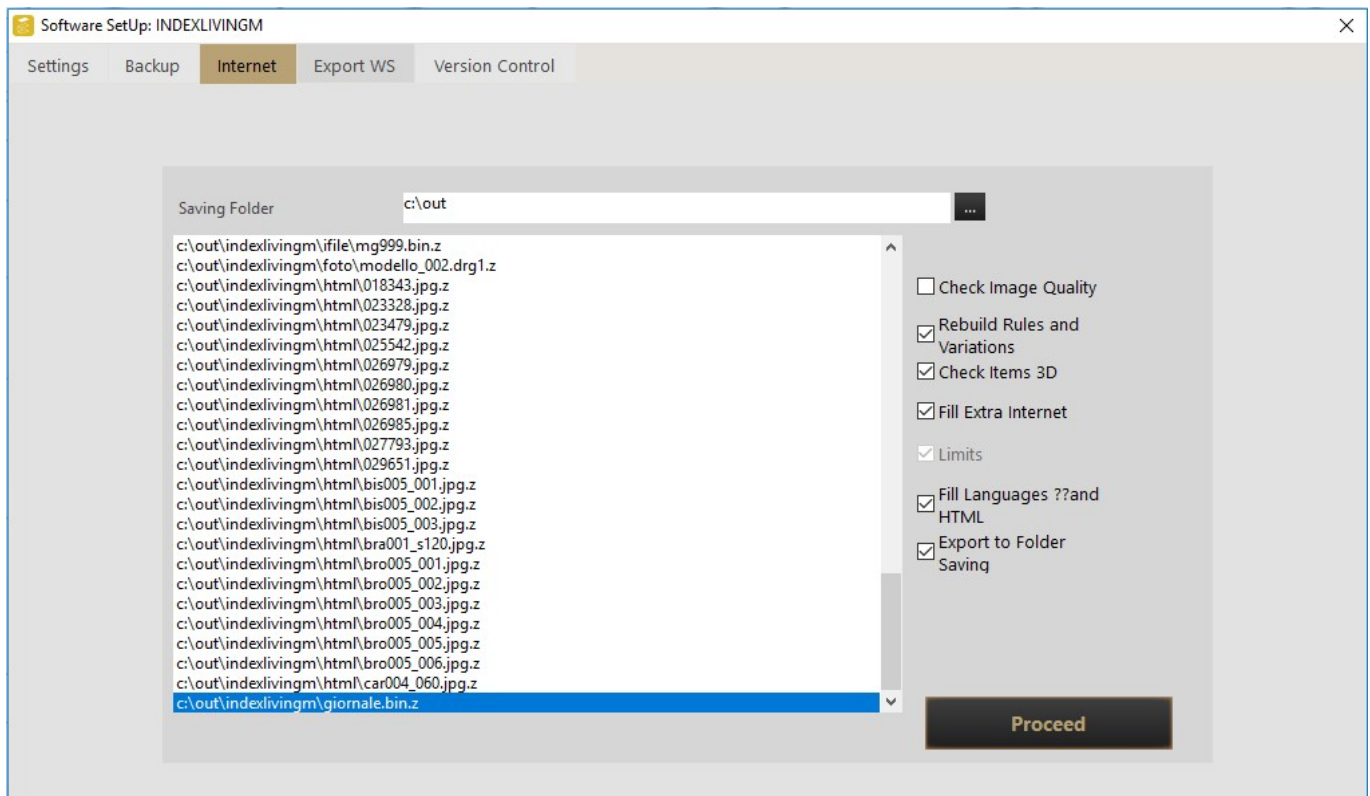 Software SetUp: INDEXLIVINGM
Settings Backup Internet Export WS Version Control
Saving Folder c:\out ...
c:\out\indexlivingm\ifile\mg999.bin.z
c:\out\indexlivingm\foto\modello_002.drg1.z
c:\out\indexlivingm\html\018343.jpg.z
c:\out\indexlivingm\html\023328.jpg.z
c:\out\indexlivingm\html\023479.jpg.z
c:\out\indexlivingm\html\025542.jpg.z
c:\out\indexlivingm\html\026979.jpg.z
c:\out\indexlivingm\html\026980.jpg.z
c:\out\indexlivingm\html\026981.jpg.z
c:\out\indexlivingm\html\026985.jpg.z
c:\out\indexlivingm\html\027793.jpg.z
c:\out\indexlivingm\html\029651.jpg.z
c:\out\indexlivingm\html\bis005_001.jpg.z
c:\out\indexlivingm\html\bis005_002.jpg.z
c:\out\indexlivingm\html\bis005_003.jpg.z
c:\out\indexlivingm\html\bra001_s120.jpg.z
c:\out\indexlivingm\html\bro005_001.jpg.z
c:\out\indexlivingm\html\bro005_002.jpg.z
c:\out\indexlivingm\html\bro005_003.jpg.z
c:\out\indexlivingm\html\bro005_004.jpg.z
c:\out\indexlivingm\html\bro005_005.jpg.z
c:\out\indexlivingm\html\bro005_006.jpg.z
c:\out\indexlivingm\html\car004_060.jpg.z
c:\out\indexlivingm\giornale.bin.z
Check Image Quality
Rebuild Rules and
Variations
Check Items 3D
Fill Extra Internet
Limits
Fill Languages ??and
HTML
Export to Folder
Saving
Proceed